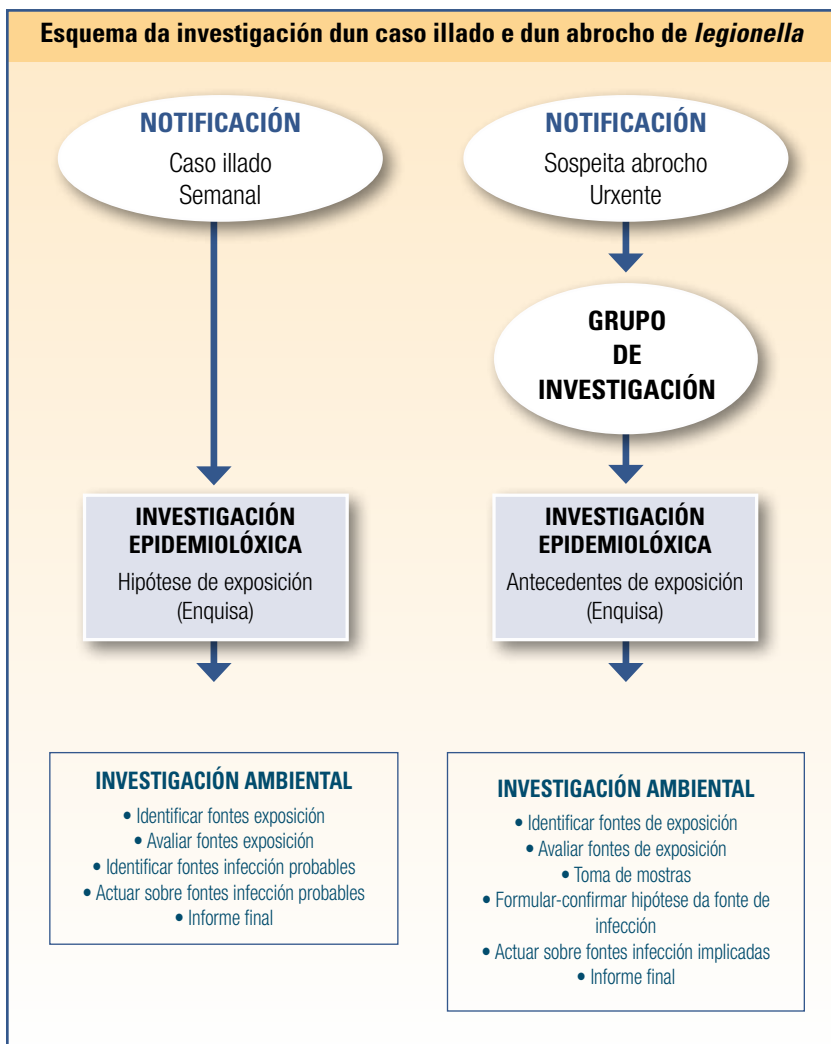 Esquema da investigación dun caso illado e dun abrocho de legionella
NOTIFICACIÓN
Caso illado
Semanal
INVESTIGACIÓN
EPIDEMIOLÓXICA
Hipótese de exposición
(Enquisa)
INVESTIGACIÓN AMBIENTAL
• Identificar fontes exposición
• Avaliar fontes exposición
• Identificar fontes infección probables
• Actuar sobre fontes infección probables
• Informe final
NOTIFICACIÓN
Sospeita abrocho
Urxente
GRUPO
DE
INVESTIGACIÓN
INVESTIGACIÓN
EPIDEMIOLÓXICA
Antecedentes de exposición
(Enquisa)
INVESTIGACIÓN AMBIENTAL
• Identificar fontes de exposición
• Avaliar fontes de exposición
• Toma de mostras
• Formular-confirmar hipótese da fonte de
infección
• Actuar sobre fontes infección implicadas
• Informe final